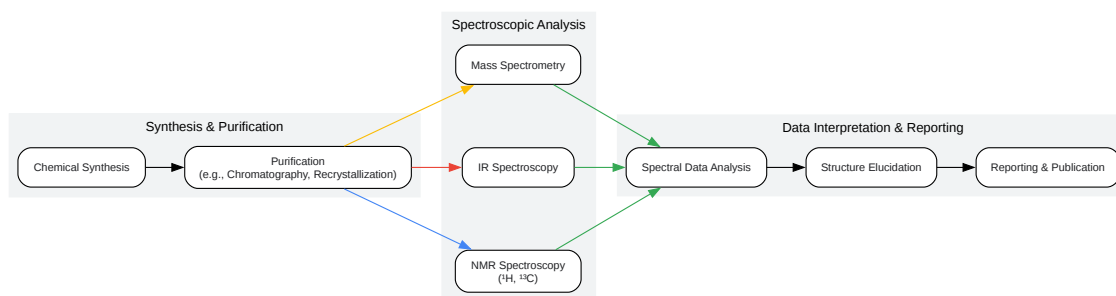 Spectroscopic Analysis
Mass Spectrometry
Synthesis & Purification
Data Interpretation & Reporting
Chemical Synthesis
Purification
(e.g., Chromatography, Recrystallization)
IR Spectroscopy
Spectral Data Analysis
Structure Elucidation
Reporting & Publication
NMR Spectroscopy
(¹H, ¹³C)